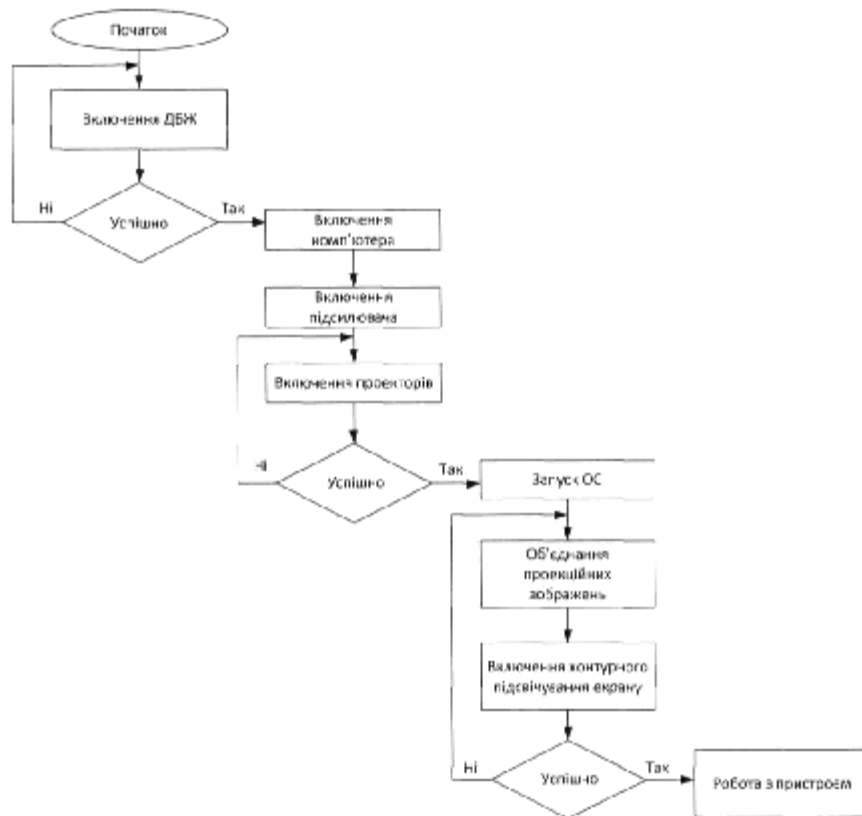 Початок
Включення ДБЖ
Ні
Успішно
Так
Включення
комп'ютера
Включення
підсилювача
Включення проекторів
Ні
Успішно
Так
Запуск ОС
Об'єднання
проекційних
зображень
Включення контурного
підсвічування екрану
Ні
Успішно
Так
Робота з пристроєм